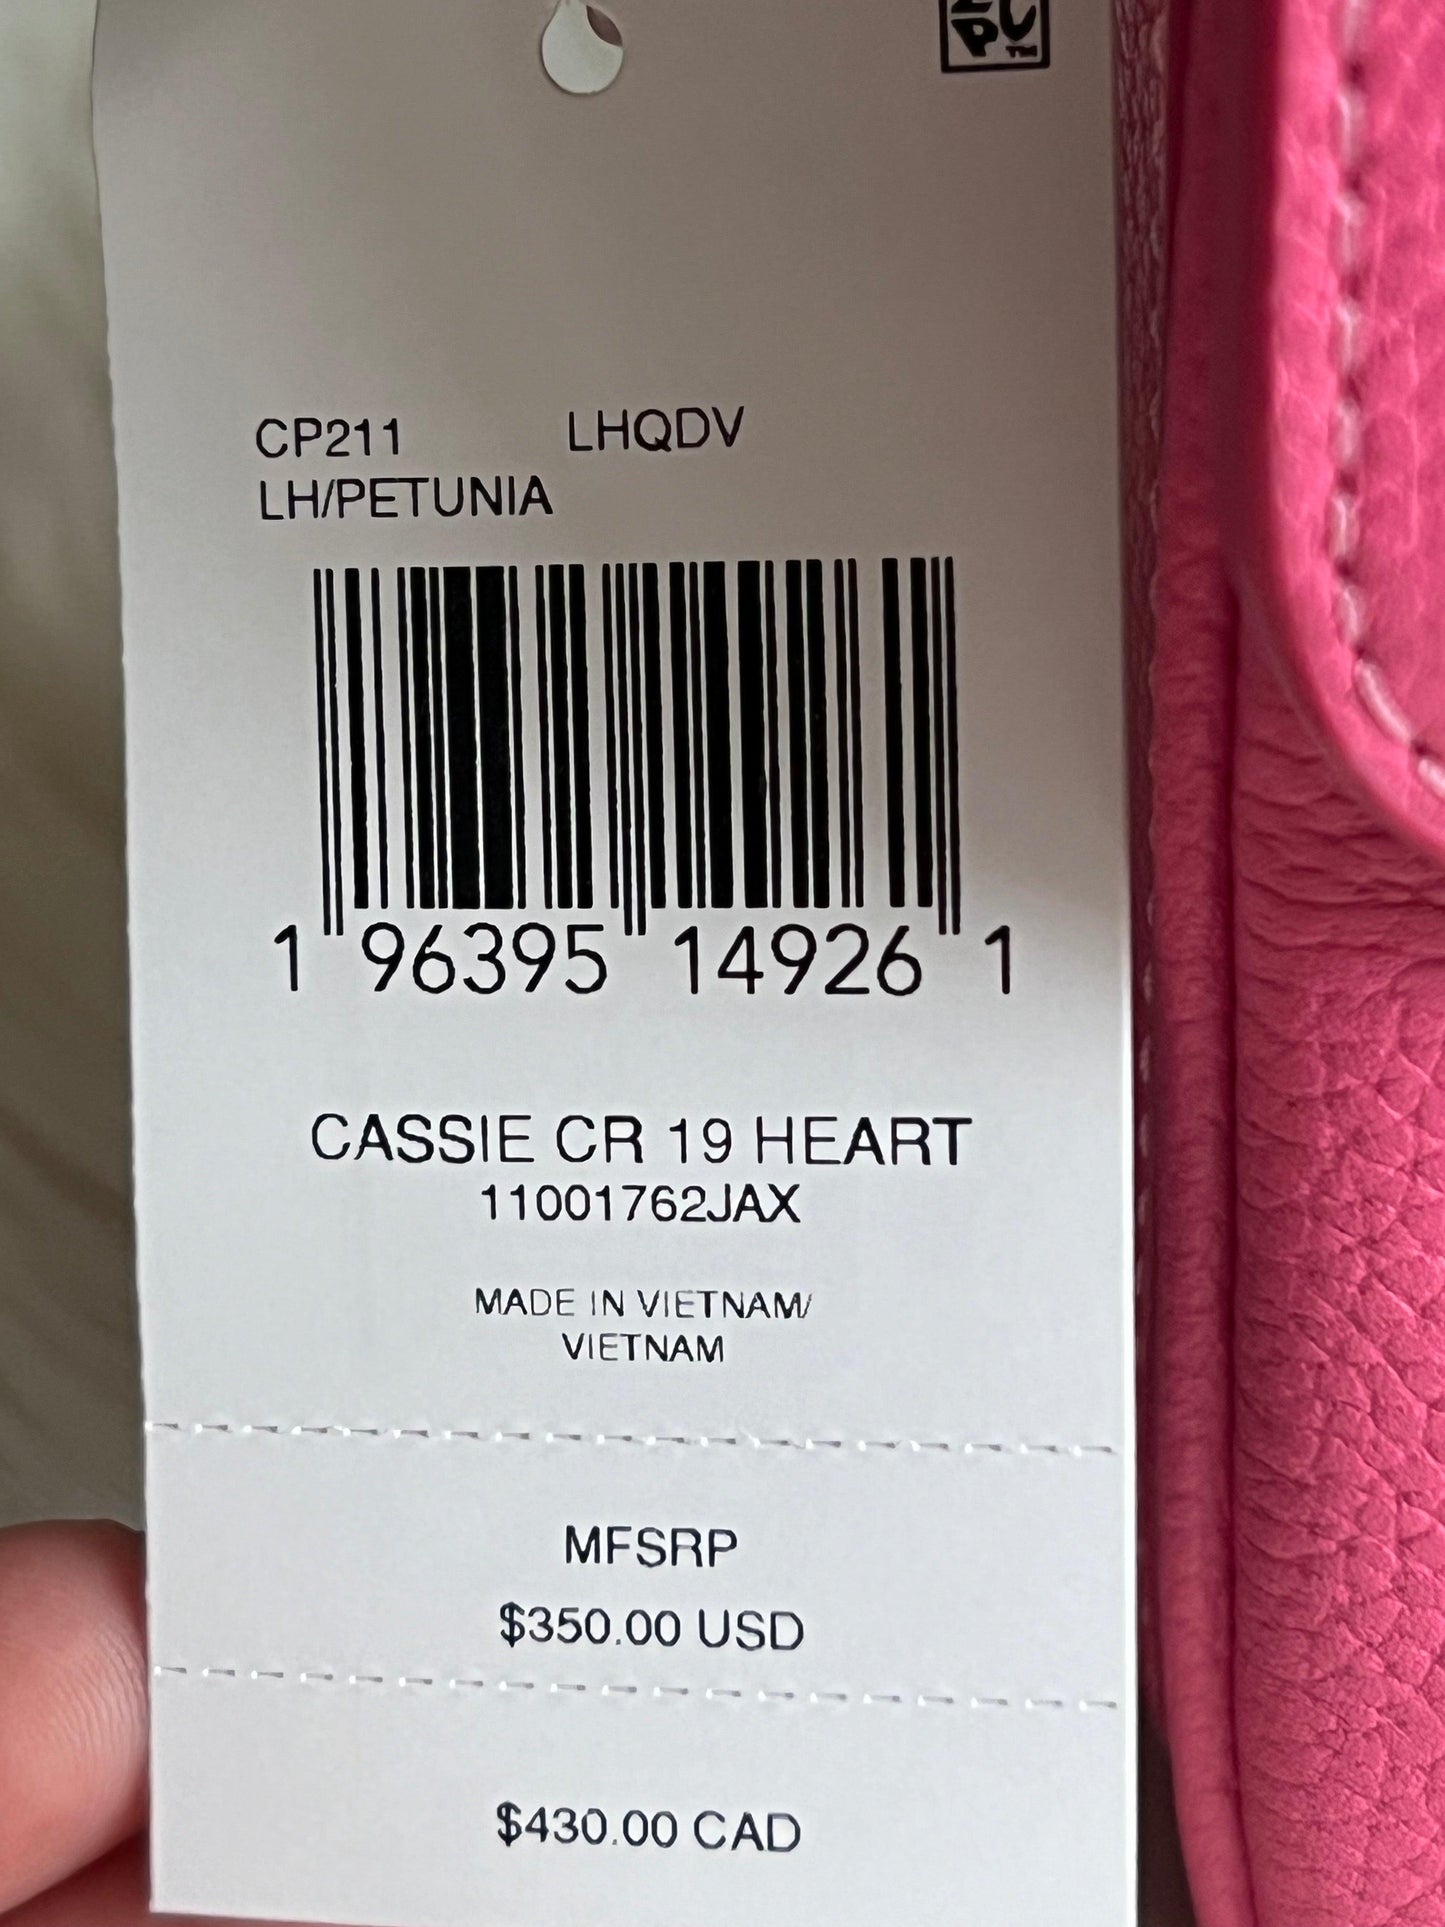 PC™
CP211 LHQDV
LH/PETUNIA
1 96395 14926 1
CASSIE CR 19 HEART
11001762JAX
MADE IN VIETNAM/
VIETNAM
MFSRP
$350.00 USD
$430.00 CAD